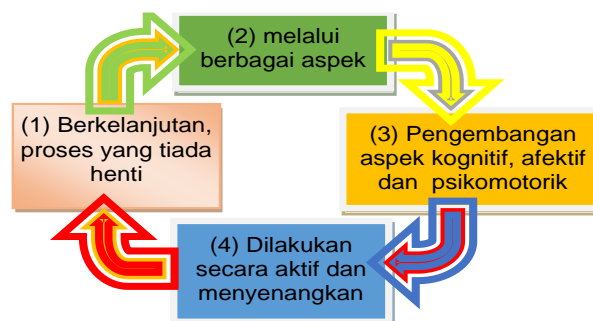 (1) Berkelanjutan,
proses yang tiada
henti
(2) melalui
berbagai aspek
(3) Pengembangan
aspek kognitif, afektif
dan psikomotorik
(4) Dilakukan
secara aktif dan
menyenangkan